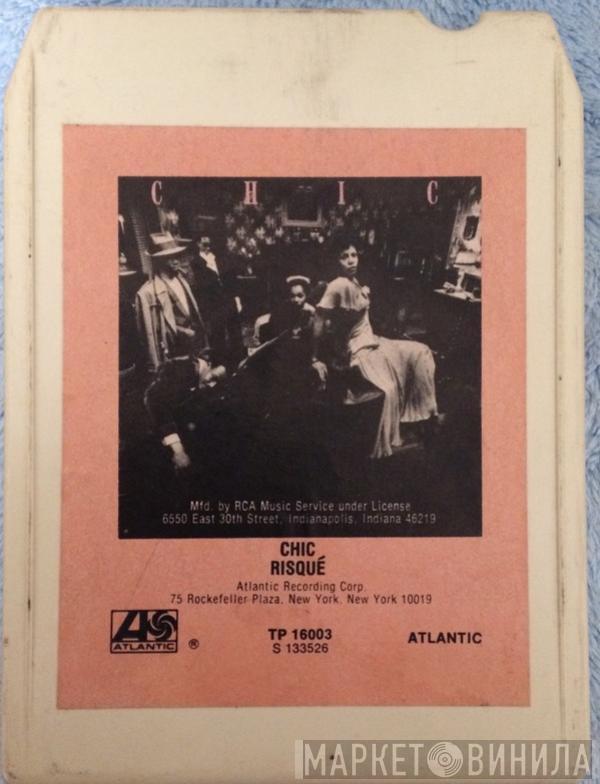 C H I C
Mfd. by RCA Music Service under License
6550 East 30th Street, Indianapolis, Indiana 46219
CHIC
RISQUÉ
Atlantic Recording Corp.
75 Rockefeller Plaza, New York, New York 10019
ATLANTIC ®
TP 16003
S 133526
ATLANTIC
МАРКЕТ ВИНИЛА